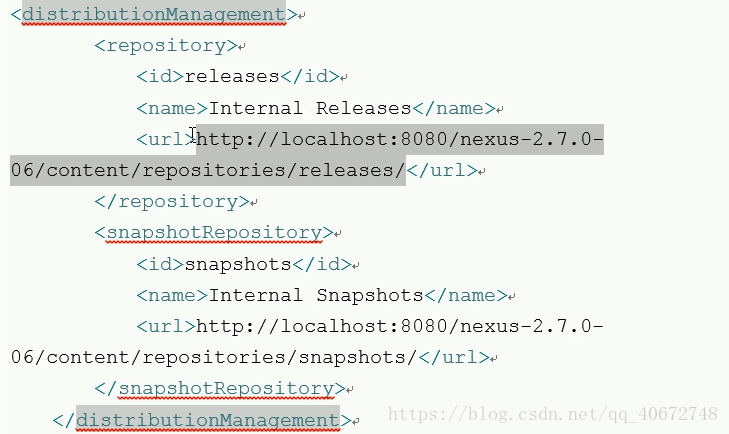 <distributionManagement>
<repository>
<id>releases</id>
<name>Internal Releases</name>
<url>http://localhost:8080/nexus-2.7.0-
06/content/repositories/releases/</url>
</repository>
<snapshotRepository>
<id>snapshots</id>
<name>Internal Snapshots</name>
<url>http://localhost:8080/nexus-2.7.0-
06/content/repositories/snapshots/</url>
</snapshotRepository>
</distributionManagement>
https://blog.csdn.net/qq_40672748